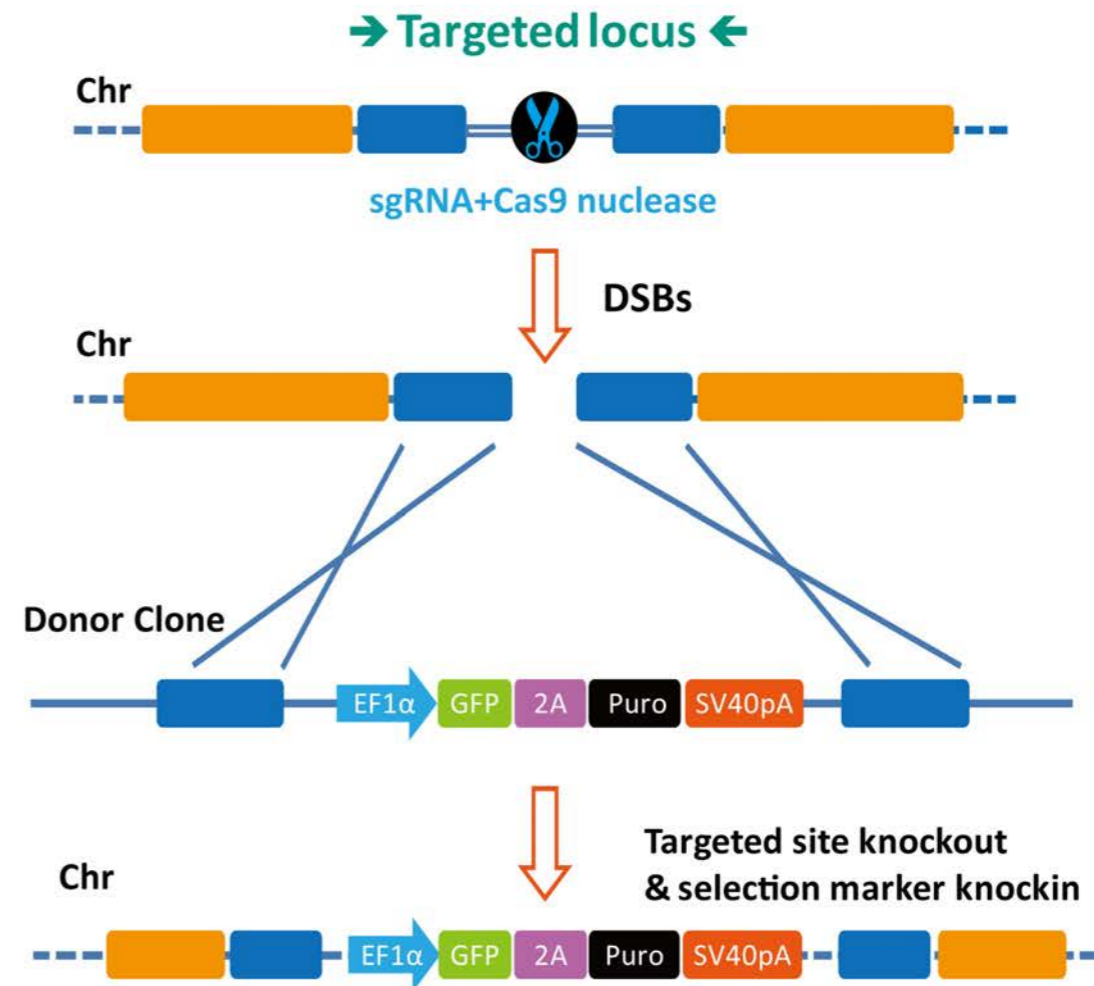 → Targeted locus ←
Chr
sgRNA+Cas9 nuclease
DSBs
Chr
Donor Clone
EF1α GFP 2A Puro SV40pA
Targeted site knockout
& selection marker knockin
Chr
EF1α GFP 2A Puro SV40pA